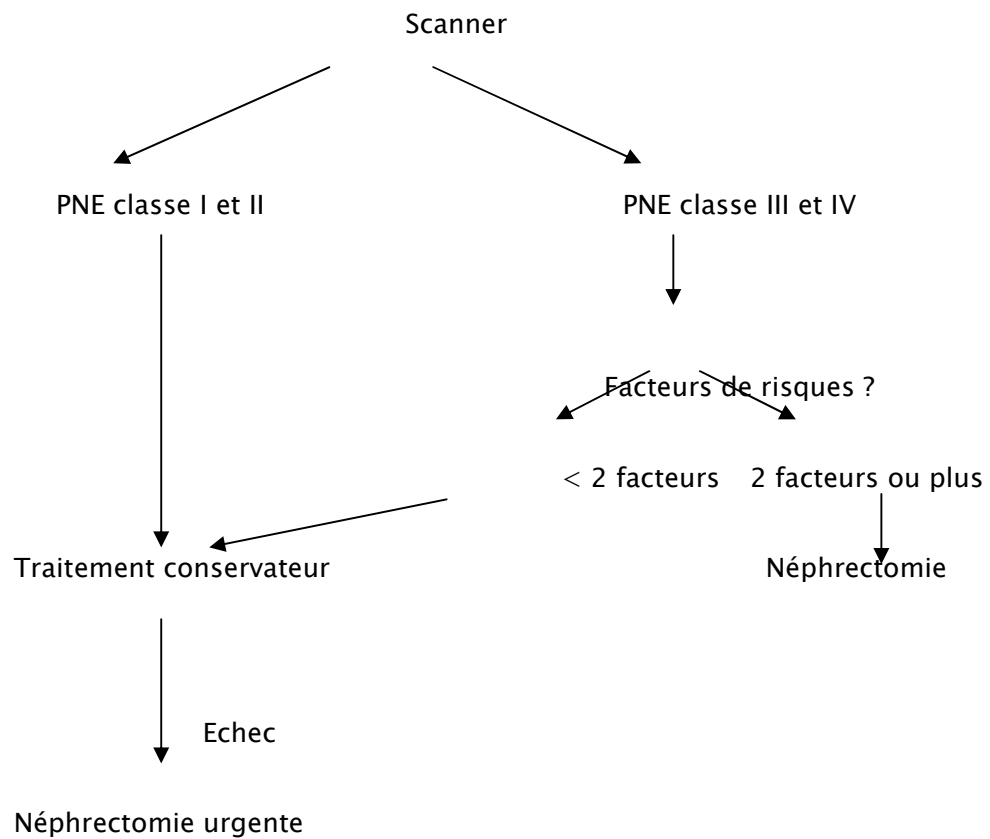 Scanner
PNE classe I et II
PNE classe III et IV
Facteurs de risques ?
< 2 facteurs
2 facteurs ou plus
Traitement conservateur
Néphrectomie
Echec
Néphrectomie urgente